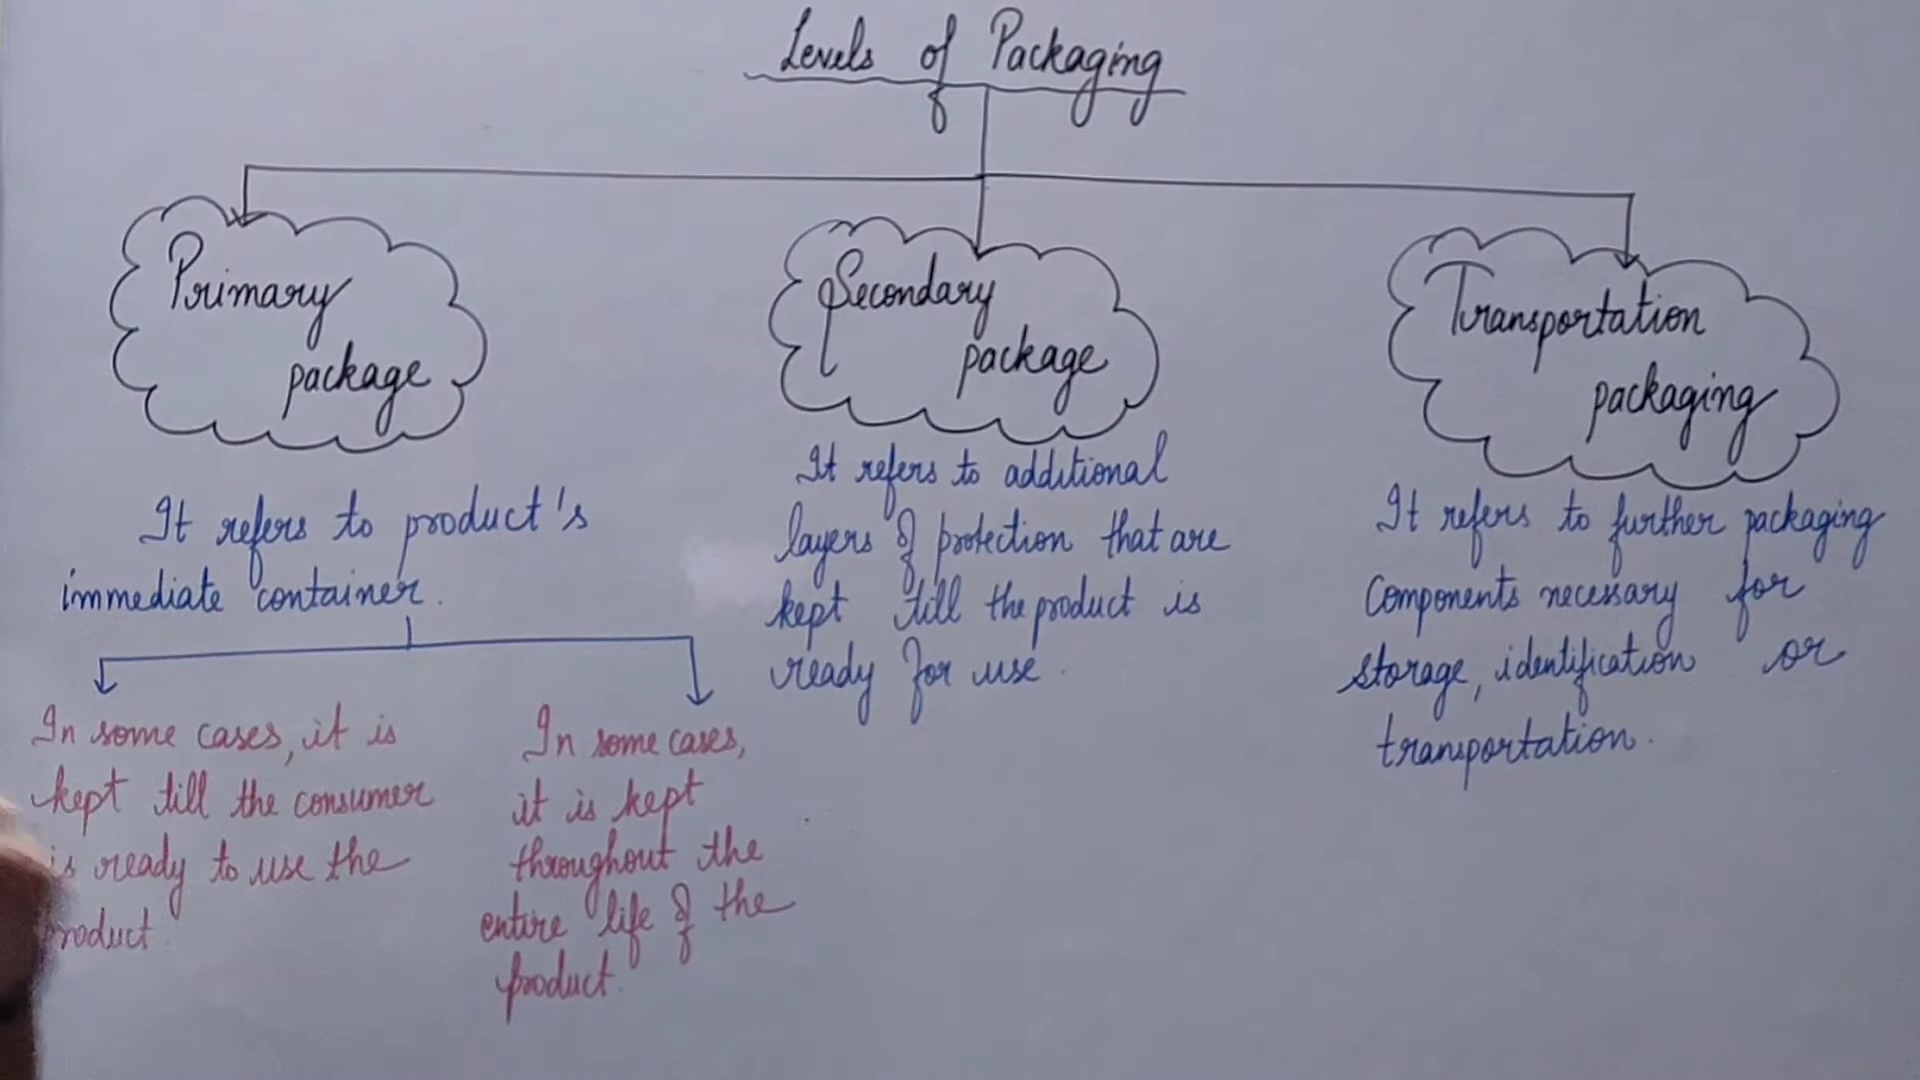 Levels of Packaging
Primary
package
It refers to product's
immediate container.
In some cases, it is
kept till the consumer
is ready to use the
product.
In some cases,
it is kept
throughout the
entire life of the
product.
Secondary
package
It refers to additional
layers of protection that are
kept till the product is
ready for use.
Transportation
packaging
It refers to further packaging
components necessary for
storage, identification or
transportation.